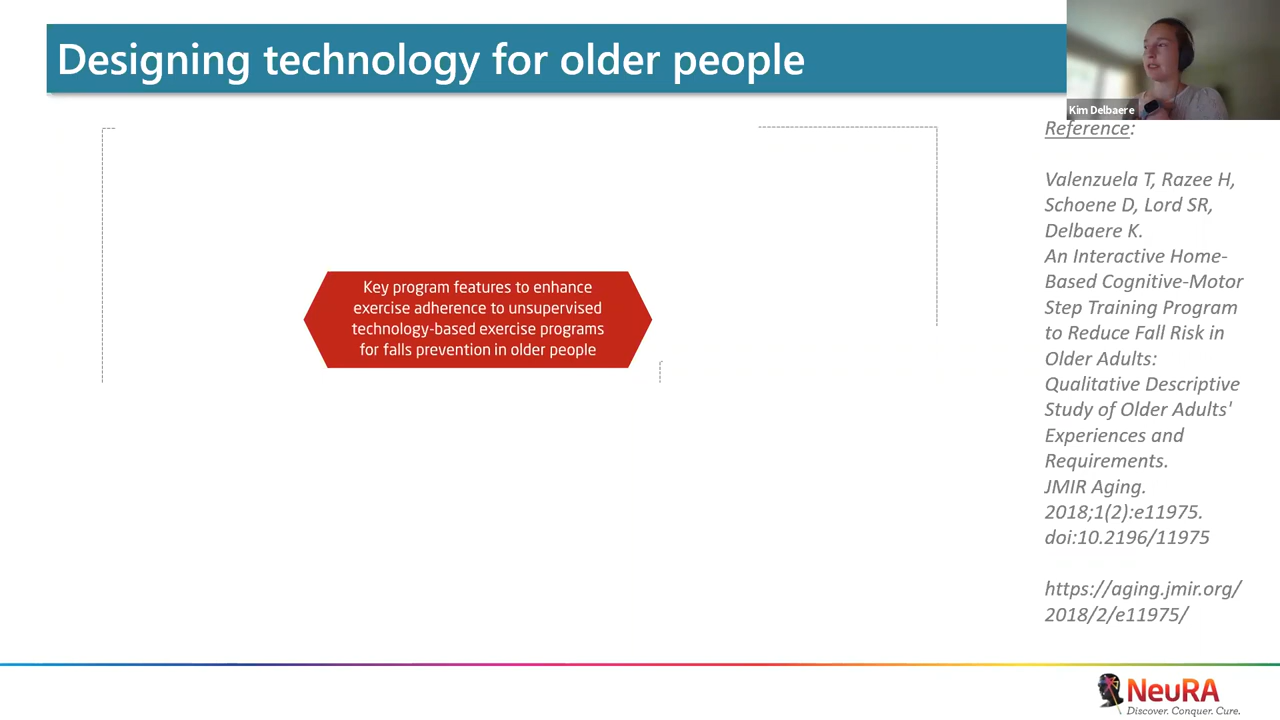 Designing technology for older people
Kim Delbaere
Reference:
Valenzuela T, Razee H,
Schoene D, Lord SR,
Delbaere K.
An Interactive Home-
Based Cognitive-Motor
Step Training Program
to Reduce Fall Risk in
Older Adults:
Qualitative Descriptive
Study of Older Adults'
Experiences and
Requirements.
JMIR Aging.
2018;1(2):e11975.
doi:10.2196/11975
https://aging.jmir.org/
2018/2/e11975/
Key program features to enhance
exercise adherence to unsupervised
technology-based exercise programs
for falls prevention in older people
NeuRA
Discover. Conquer. Cure.